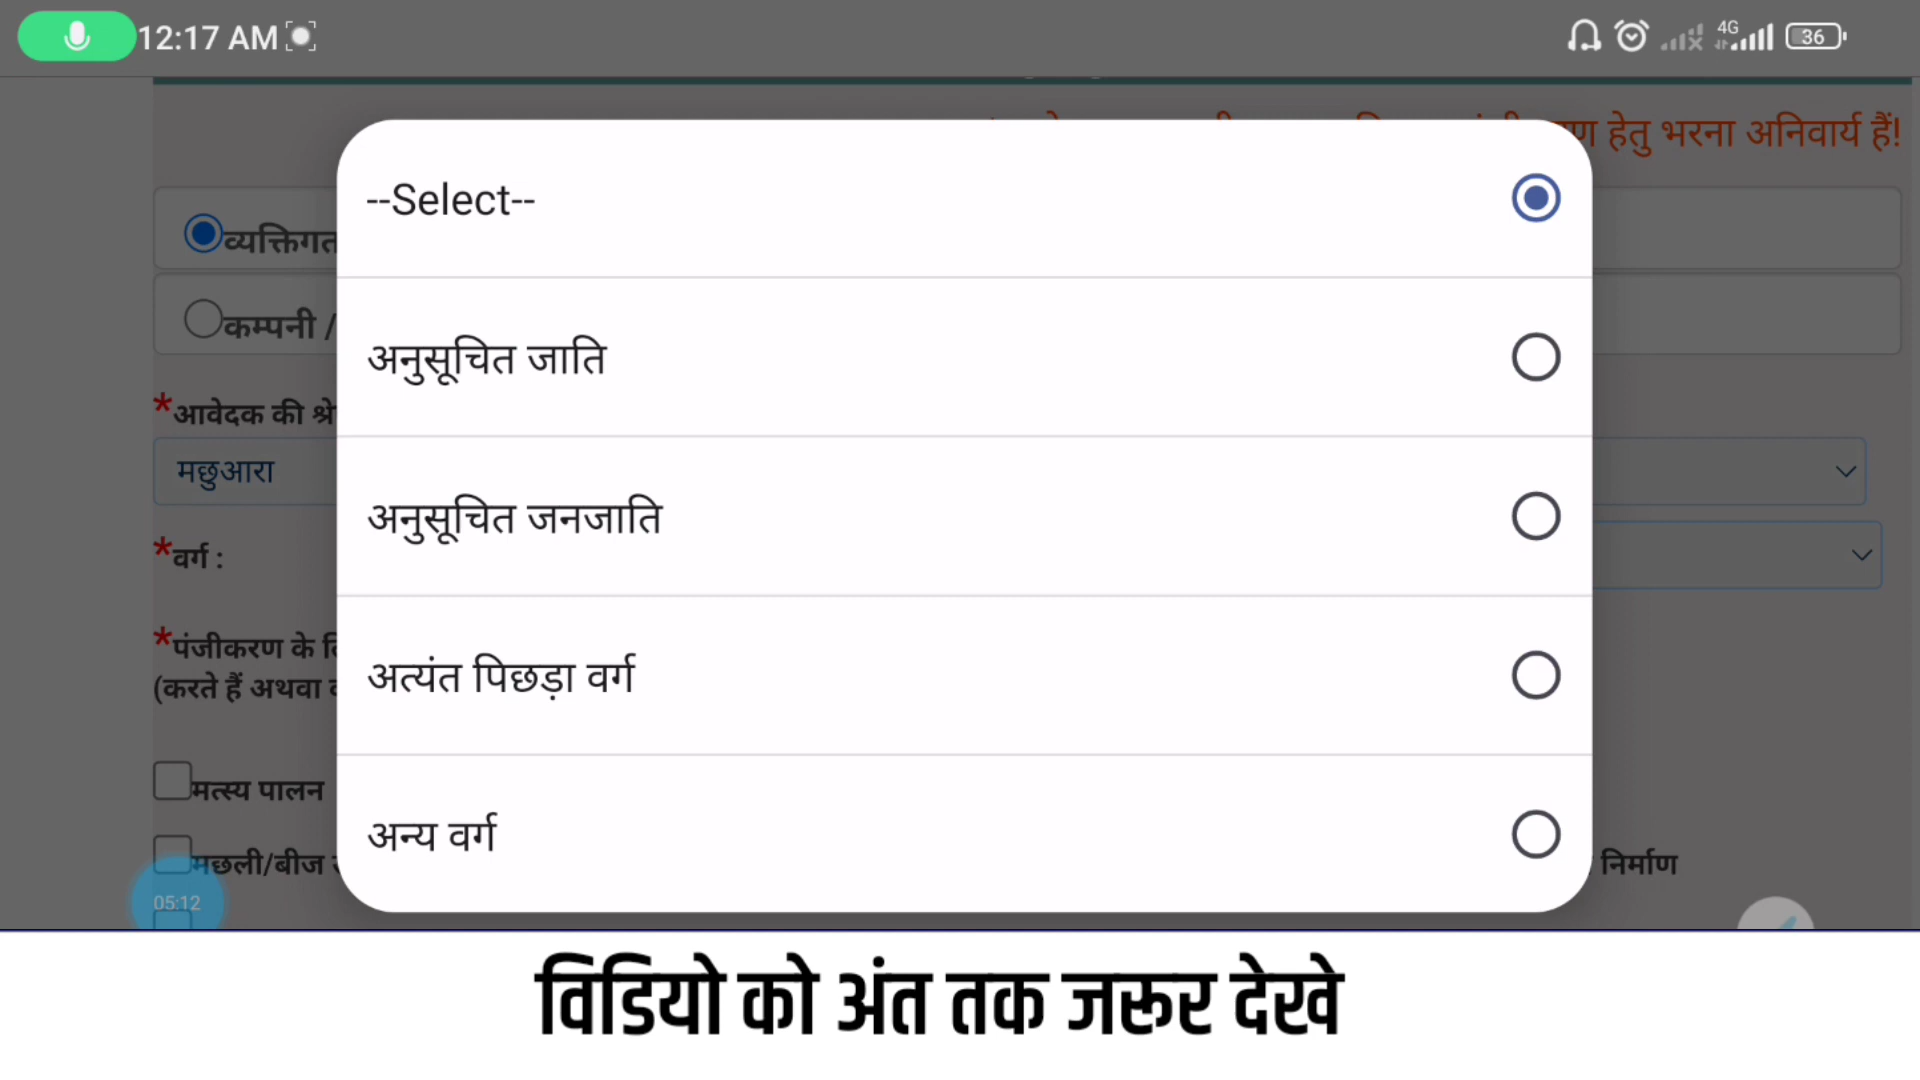 12:17 AM
4G
36
हेतु भरना अनिवार्य हैं!
--Select--
व्यक्तिगत
अनुसूचित जाति
कम्पनी /
*आवेदक की
मछुआरा
अनुसूचित जनजाति
*वर्ग :
*पंजीकरण के
(करते हैं अथवा
अत्यंत पिछड़ा वर्ग
मत्स्य पालन
अन्य वर्ग
मछली/बीज
निर्माण
05:12
विडियो को अंत तक जरूर देखे